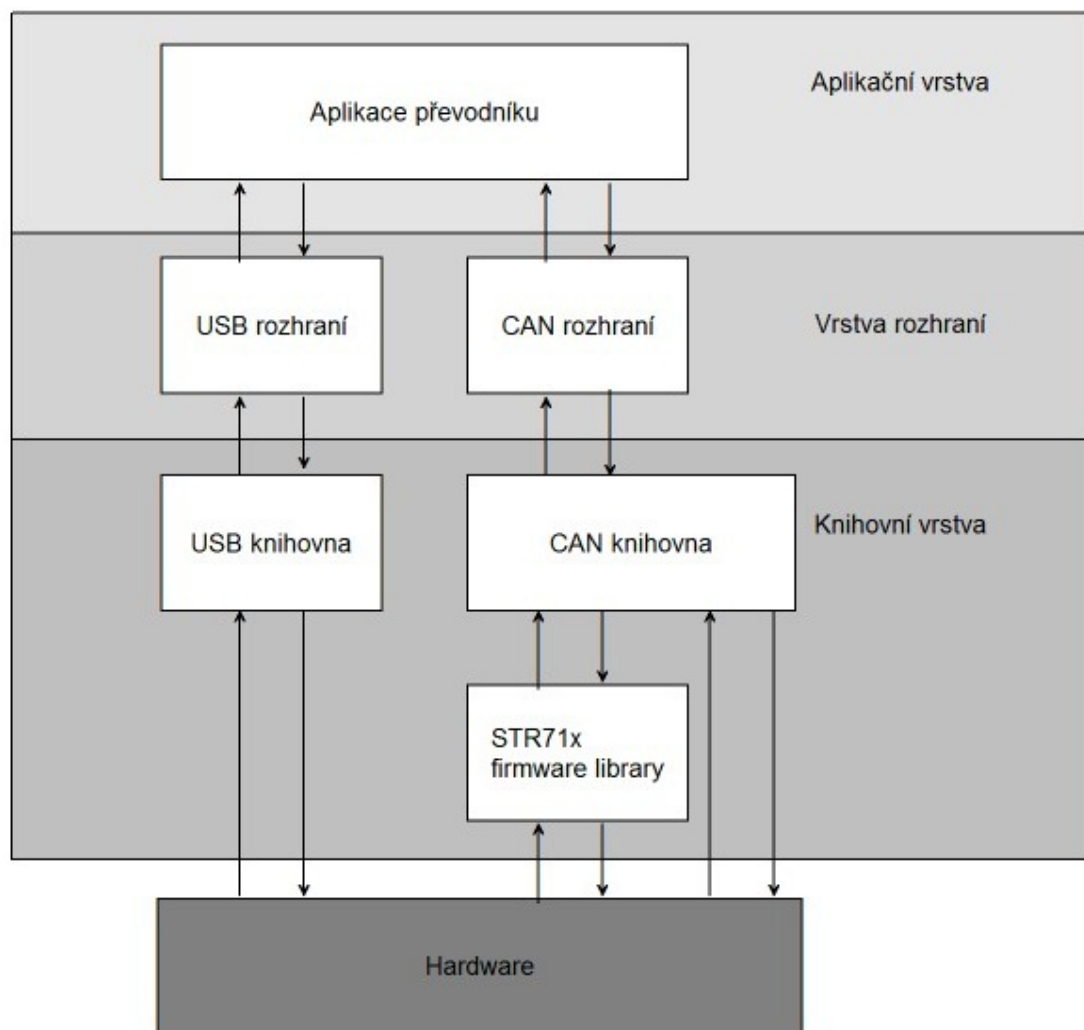 Aplikační vrstva
Aplikace převodníku
USB rozhraní
CAN rozhraní
Vrstva rozhraní
Knihovní vrstva
USB knihovna
CAN knihovna
STR71x
firmware library
Hardware